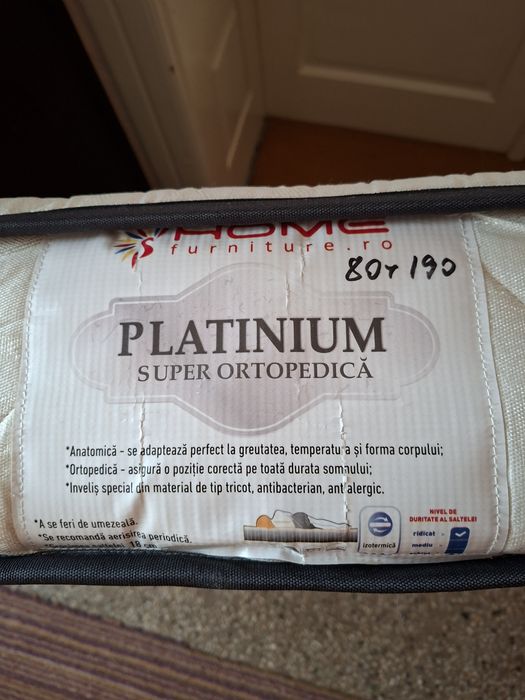 HOME
furniture.ro
80x190
PLATINIUM
SUPER ORTOPEDICĂ
*Anatomică - se adaptează perfect la greutatea, temperatura și forma corpului;
*Ortopedică - asigură o poziție corectă pe toată durata somnului;
*Înveliș special din material de tip tricot, antibacterian, antialergic.
*A se feri de umezeală.
*Se recomandă aerisirea periodică.
18 cm
izotermică
NIVEL DE
DURITATE AL SALTELEI
ridicat -
mediu -